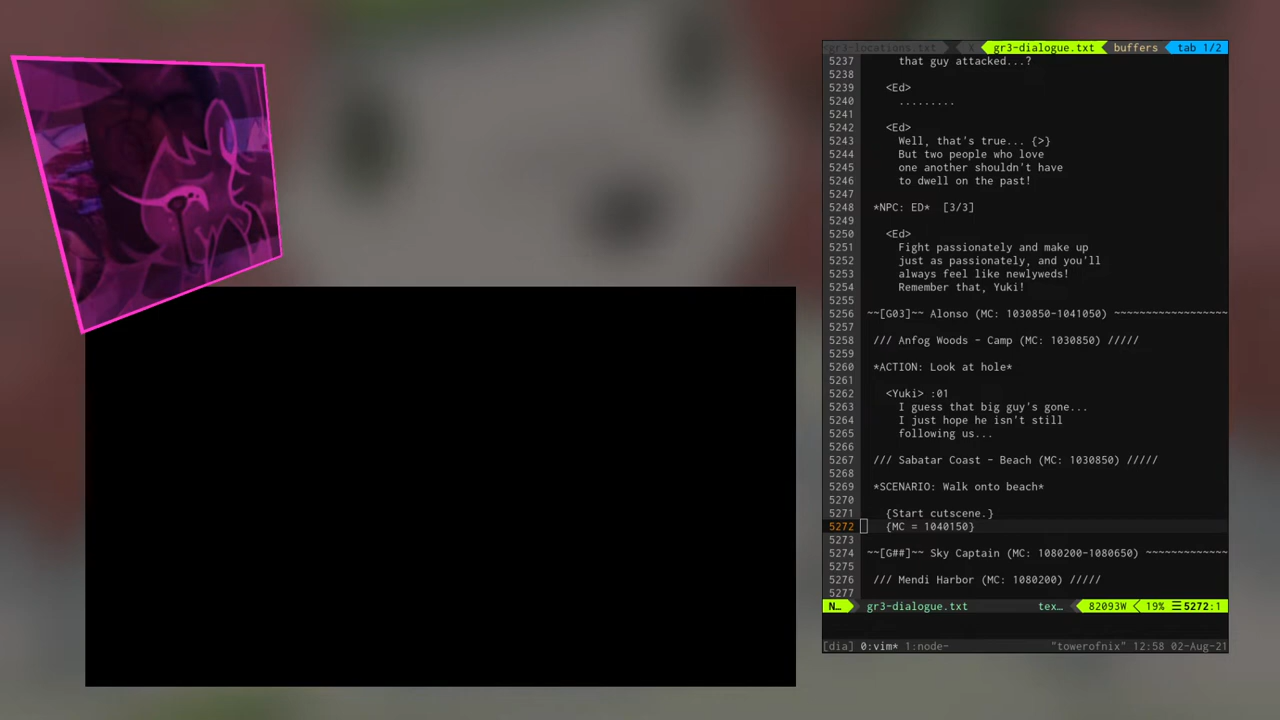 gr3-locations.txt X gr3-dialogue.txt buffers tab 1/2
5237 that guy attacked...?
5238
5239 <Ed>
5240 .........
5241
5242 <Ed>
5243 Well, that's true... {>}
5244 But two people who love
5245 one another shouldn't have
5246 to dwell on the past!
5247
5248 *NPC: ED* [3/3]
5249
5250 <Ed>
5251 Fight passionately and make up
5252 just as passionately, and you'll
5253 always feel like newlyweds!
5254 Remember that, Yuki!
5255
5256 ~~[G03]~~ Alonso (MC: 1030850-1041050) ~~~~~~~~~~~~~~~~~~
5257
5258 /// Anfog Woods - Camp (MC: 1030850) /////
5259
5260 *ACTION: Look at hole*
5261
5262 <Yuki> :01
5263 I guess that big guy's gone...
5264 I just hope he isn't still
5265 following us...
5266
5267 /// Sabatar Coast - Beach (MC: 1030850) /////
5268
5269 *SCENARIO: Walk onto beach*
5270
5271 {Start cutscene.}
5272 {MC = 1040150}
5273
5274 ~~[G##]~~ Sky Captain (MC: 1080200-1080650) ~~~~~~~~~~~~~
5275
5276 /// Mendi Harbor (MC: 1080200) /////
5277
N… gr3-dialogue.txt tex… 82093W 19% ☰5272:1
[dia] 0:vim* 1:node- "towerofnix" 12:58 02-Aug-21